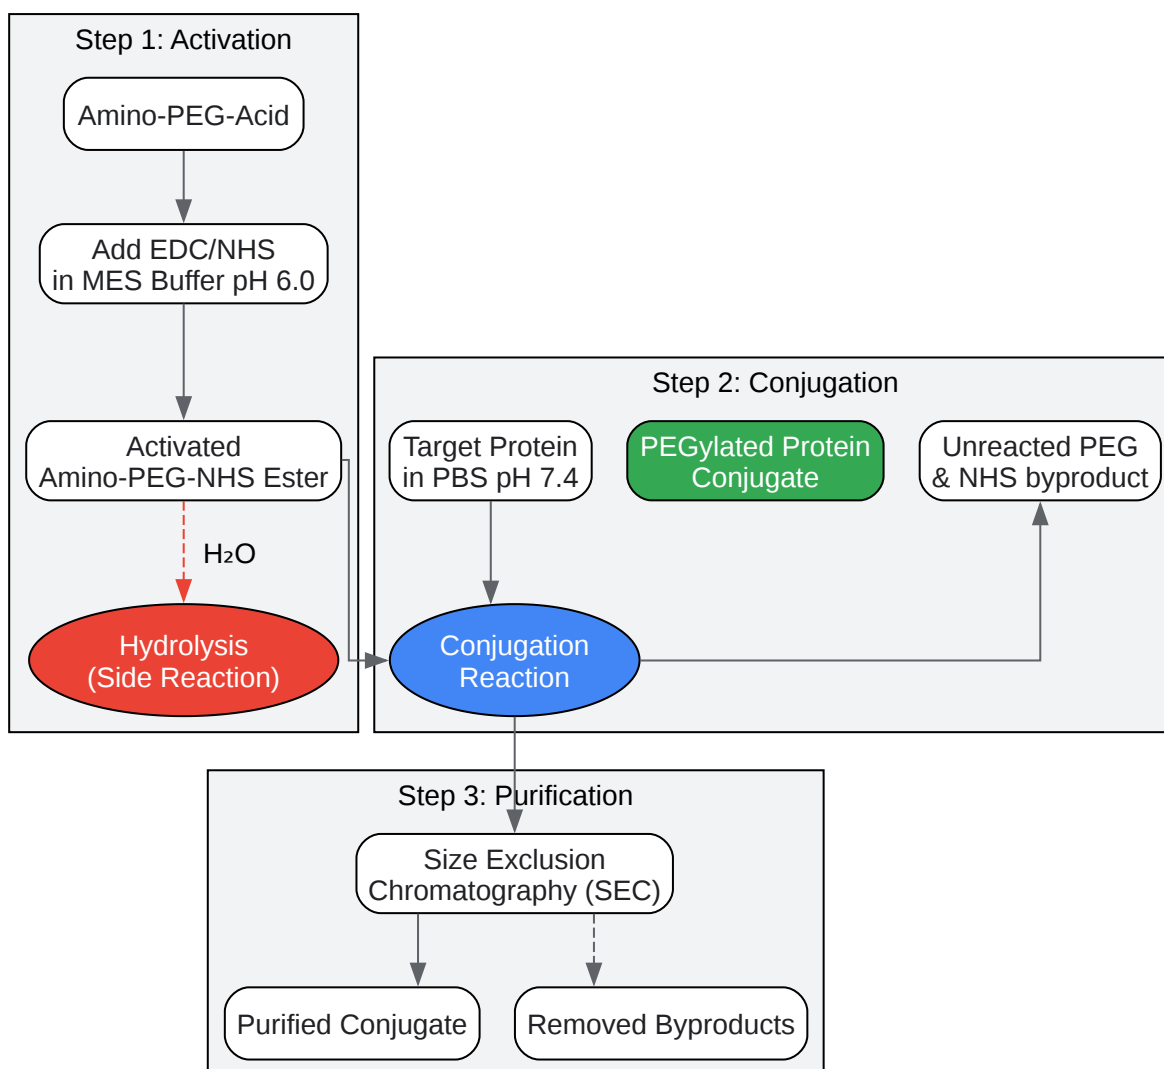 Step 1: Activation
Amino-PEG-Acid
Add EDC/NHS
in MES Buffer pH 6.0
Activated
Amino-PEG-NHS Ester
H₂O
Hydrolysis
(Side Reaction)
Step 2: Conjugation
Target Protein
in PBS pH 7.4
PEGylated Protein
Conjugate
Unreacted PEG
& NHS byproduct
Conjugation
Reaction
Step 3: Purification
Size Exclusion
Chromatography (SEC)
Purified Conjugate
Removed Byproducts